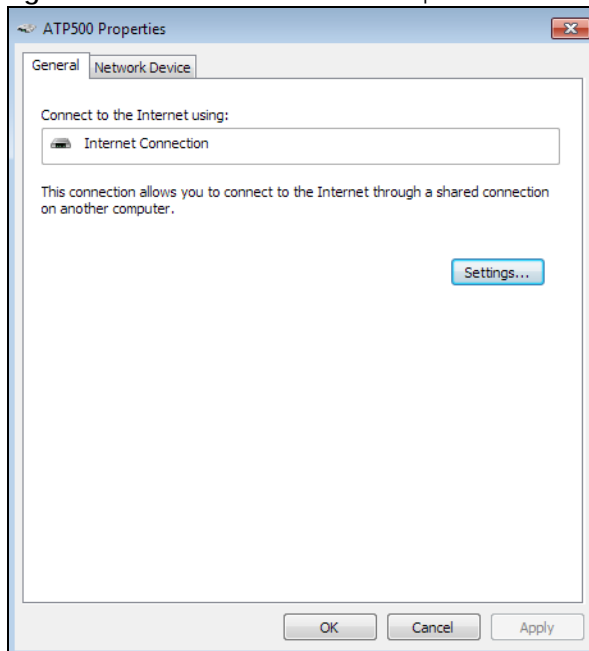 ATP500 Properties
General
Network Device
Connect to the Internet using:
Internet Connection
This connection allows you to connect to the Internet through a shared connection
on another computer.
Settings...
OK
Cancel
Apply